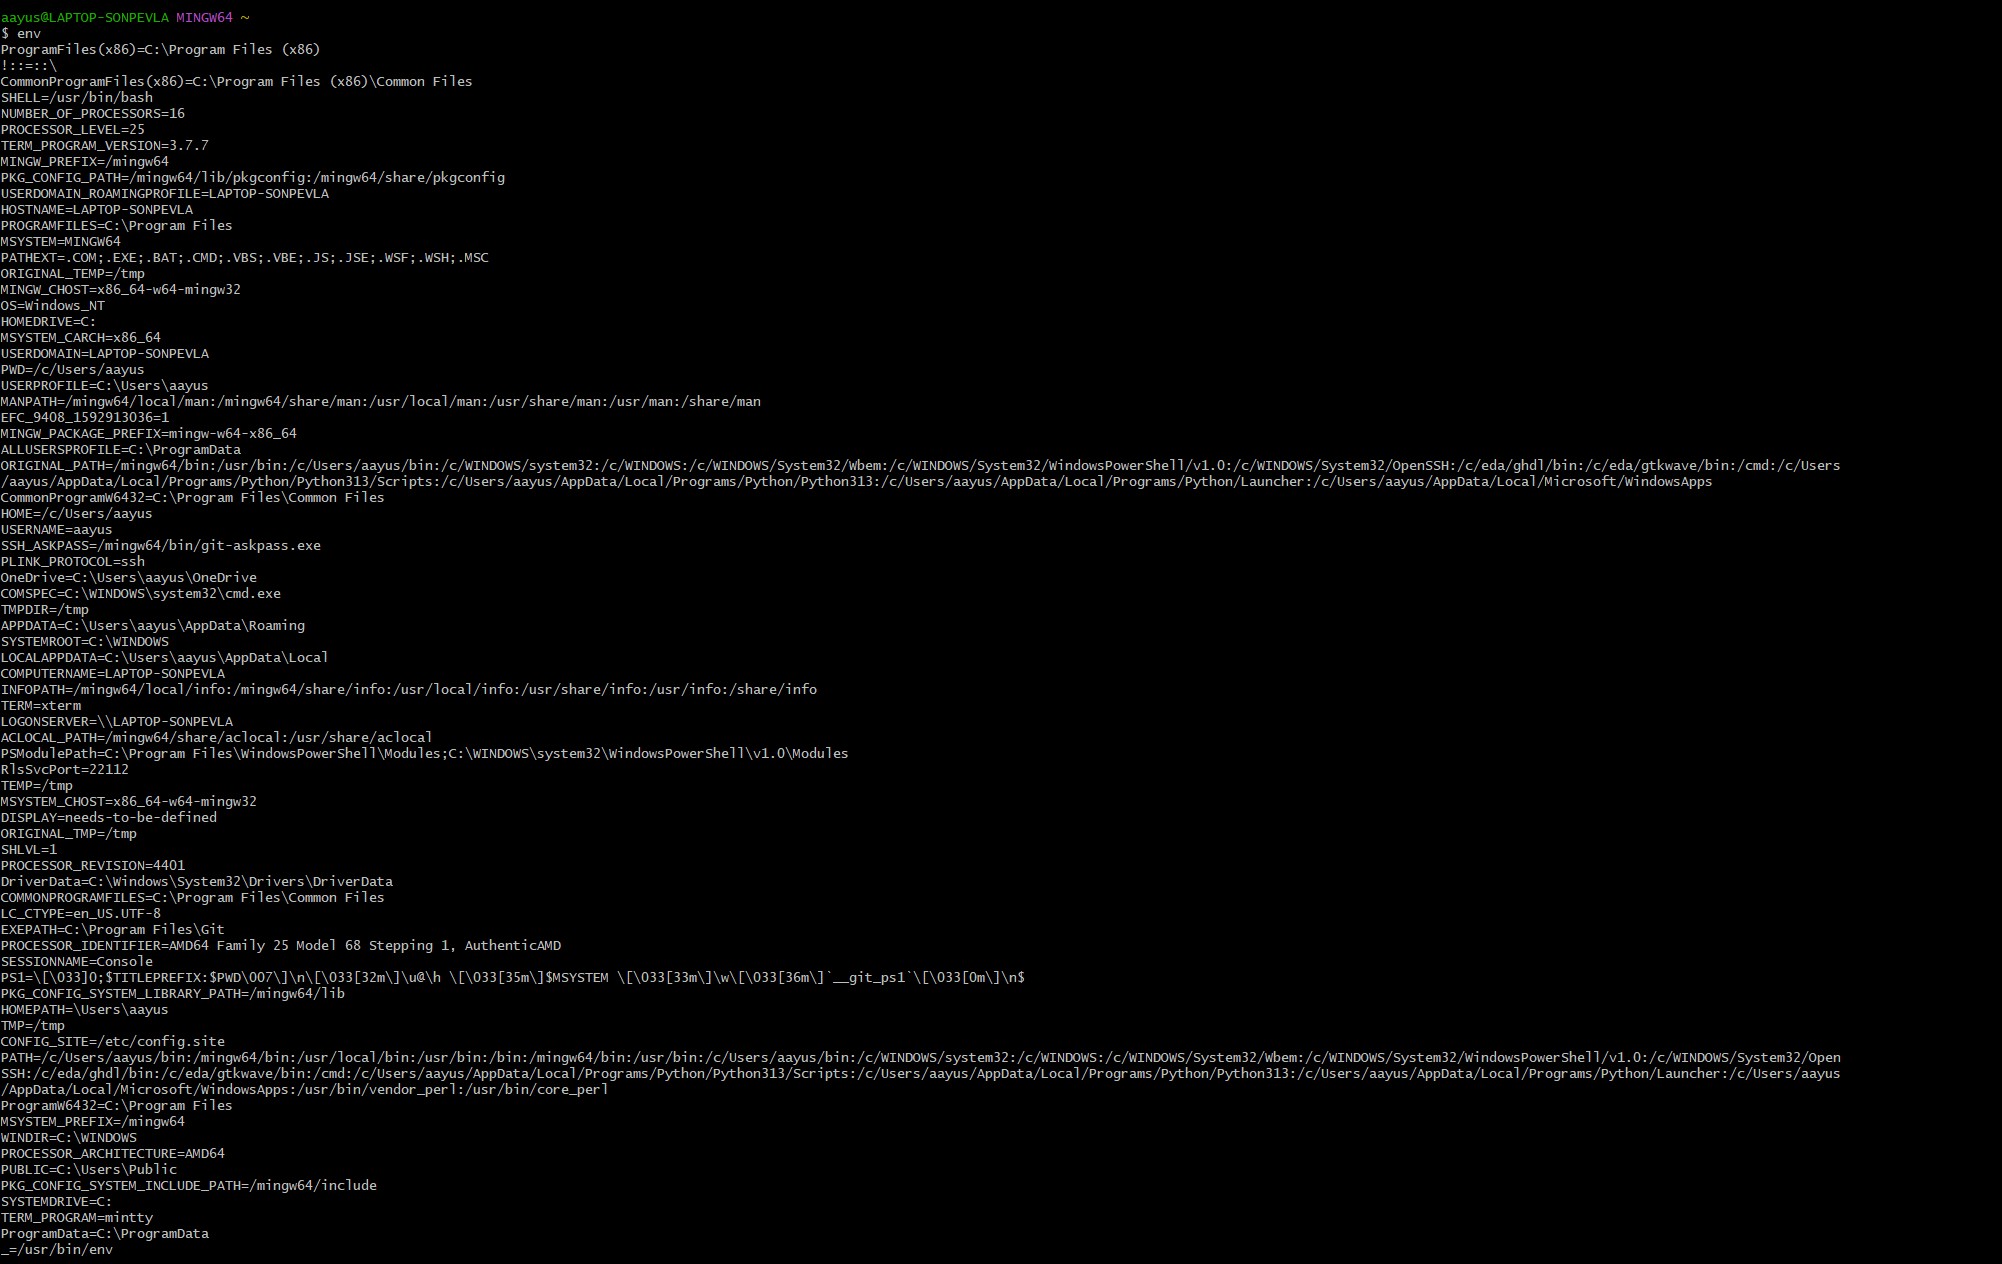 aayus@LAPTOP-SONPEVLA MINGW64 ~
$ env
ProgramFiles(x86)=C:\Program Files (x86)
!::=::\
CommonProgramFiles(x86)=C:\Program Files (x86)\Common Files
SHELL=/usr/bin/bash
NUMBER_OF_PROCESSORS=16
PROCESSOR_LEVEL=25
TERM_PROGRAM_VERSION=3.7.7
MINGW_PREFIX=/mingw64
PKG_CONFIG_PATH=/mingw64/lib/pkgconfig:/mingw64/share/pkgconfig
USERDOMAIN_ROAMINGPROFILE=LAPTOP-SONPEVLA
HOSTNAME=LAPTOP-SONPEVLA
PROGRAMFILES=C:\Program Files
MSYSTEM=MINGW64
PATHEXT=.COM;.EXE;.BAT;.CMD;.VBS;.VBE;.JS;.JSE;.WSF;.WSH;.MSC
ORIGINAL_TEMP=/tmp
MINGW_CHOST=x86_64-w64-mingw32
OS=Windows_NT
HOMEDRIVE=C:
MSYSTEM_CARCH=x86_64
USERDOMAIN=LAPTOP-SONPEVLA
PWD=/c/Users/aayus
USERPROFILE=C:\Users\aayus
MANPATH=/mingw64/local/man:/mingw64/share/man:/usr/local/man:/usr/share/man:/usr/man:/share/man
EFC_9408_1592913036=1
MINGW_PACKAGE_PREFIX=mingw-w64-x86_64
ALLUSERSPROFILE=C:\ProgramData
ORIGINAL_PATH=/mingw64/bin:/usr/bin:/c/Users/aayus/bin:/c/WINDOWS/system32:/c/WINDOWS:/c/WINDOWS/System32/Wbem:/c/WINDOWS/System32/WindowsPowerShell/v1.0:/c/WINDOWS/System32/OpenSSH:/c/eda/ghdl/bin:/c/eda/gtkwave/bin:/cmd:/c/Users
/aayus/AppData/Local/Programs/Python/Python313/Scripts:/c/Users/aayus/AppData/Local/Programs/Python/Python313:/c/Users/aayus/AppData/Local/Programs/Python/Launcher:/c/Users/aayus/AppData/Local/Microsoft/WindowsApps
CommonProgramW6432=C:\Program Files\Common Files
HOME=/c/Users/aayus
USERNAME=aayus
SSH_ASKPASS=/mingw64/bin/git-askpass.exe
PLINK_PROTOCOL=ssh
OneDrive=C:\Users\aayus\OneDrive
COMSPEC=C:\WINDOWS\system32\cmd.exe
TMPDIR=/tmp
APPDATA=C:\Users\aayus\AppData\Roaming
SYSTEMROOT=C:\WINDOWS
LOCALAPPDATA=C:\Users\aayus\AppData\Local
COMPUTERNAME=LAPTOP-SONPEVLA
INFOPATH=/mingw64/local/info:/mingw64/share/info:/usr/local/info:/usr/share/info:/usr/info:/share/info
TERM=xterm
LOGONSERVER=\\LAPTOP-SONPEVLA
ACLOCAL_PATH=/mingw64/share/aclocal:/usr/share/aclocal
PSModulePath=C:\Program Files\WindowsPowerShell\Modules;C:\WINDOWS\system32\WindowsPowerShell\v1.0\Modules
RlsSvcPort=22112
TEMP=/tmp
MSYSTEM_CHOST=x86_64-w64-mingw32
DISPLAY=needs-to-be-defined
ORIGINAL_TMP=/tmp
SHLVL=1
PROCESSOR_REVISION=4401
DriverData=C:\Windows\System32\Drivers\DriverData
COMMONPROGRAMFILES=C:\Program Files\Common Files
LC_CTYPE=en_US.UTF-8
EXEPATH=C:\Program Files\Git
PROCESSOR_IDENTIFIER=AMD64 Family 25 Model 68 Stepping 1, AuthenticAMD
SESSIONNAME=Console
PS1=\[\033]0;$TITLEPREFIX:$PWD\007\]\n\[\033[32m\]\u@\h \[\033[35m\]$MSYSTEM \[\033[33m\]\w\[\033[36m\]`__git_ps1`\[\033[0m\]\n$
PKG_CONFIG_SYSTEM_LIBRARY_PATH=/mingw64/lib
HOMEPATH=\Users\aayus
TMP=/tmp
CONFIG_SITE=/etc/config.site
PATH=/c/Users/aayus/bin:/mingw64/bin:/usr/local/bin:/usr/bin:/bin:/mingw64/bin:/usr/bin:/c/Users/aayus/bin:/c/WINDOWS/system32:/c/WINDOWS:/c/WINDOWS/System32/Wbem:/c/WINDOWS/System32/WindowsPowerShell/v1.0:/c/WINDOWS/System32/Open
SSH:/c/eda/ghdl/bin:/c/eda/gtkwave/bin:/cmd:/c/Users/aayus/AppData/Local/Programs/Python/Python313/Scripts:/c/Users/aayus/AppData/Local/Programs/Python/Python313:/c/Users/aayus/AppData/Local/Programs/Python/Launcher:/c/Users/aayus
/AppData/Local/Microsoft/WindowsApps:/usr/bin/vendor_perl:/usr/bin/core_perl
ProgramW6432=C:\Program Files
MSYSTEM_PREFIX=/mingw64
WINDIR=C:\WINDOWS
PROCESSOR_ARCHITECTURE=AMD64
PUBLIC=C:\Users\Public
PKG_CONFIG_SYSTEM_INCLUDE_PATH=/mingw64/include
SYSTEMDRIVE=C:
TERM_PROGRAM=mintty
ProgramData=C:\ProgramData
_=/usr/bin/env